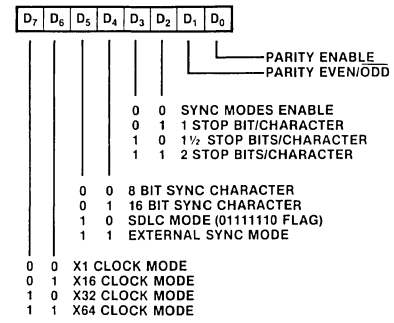 D7 D6 D5 D4 D3 D2 D1 D0
PARITY ENABLE
PARITY EVEN/ODD
0 0 SYNC MODES ENABLE
0 1 1 STOP BIT/CHARACTER
1 0 1½ STOP BITS/CHARACTER
1 1 2 STOP BITS/CHARACTER
0 0 8 BIT SYNC CHARACTER
0 1 16 BIT SYNC CHARACTER
1 0 SDLC MODE (01111110 FLAG)
1 1 EXTERNAL SYNC MODE
0 0 X1 CLOCK MODE
0 1 X16 CLOCK MODE
1 0 X32 CLOCK MODE
1 1 X64 CLOCK MODE